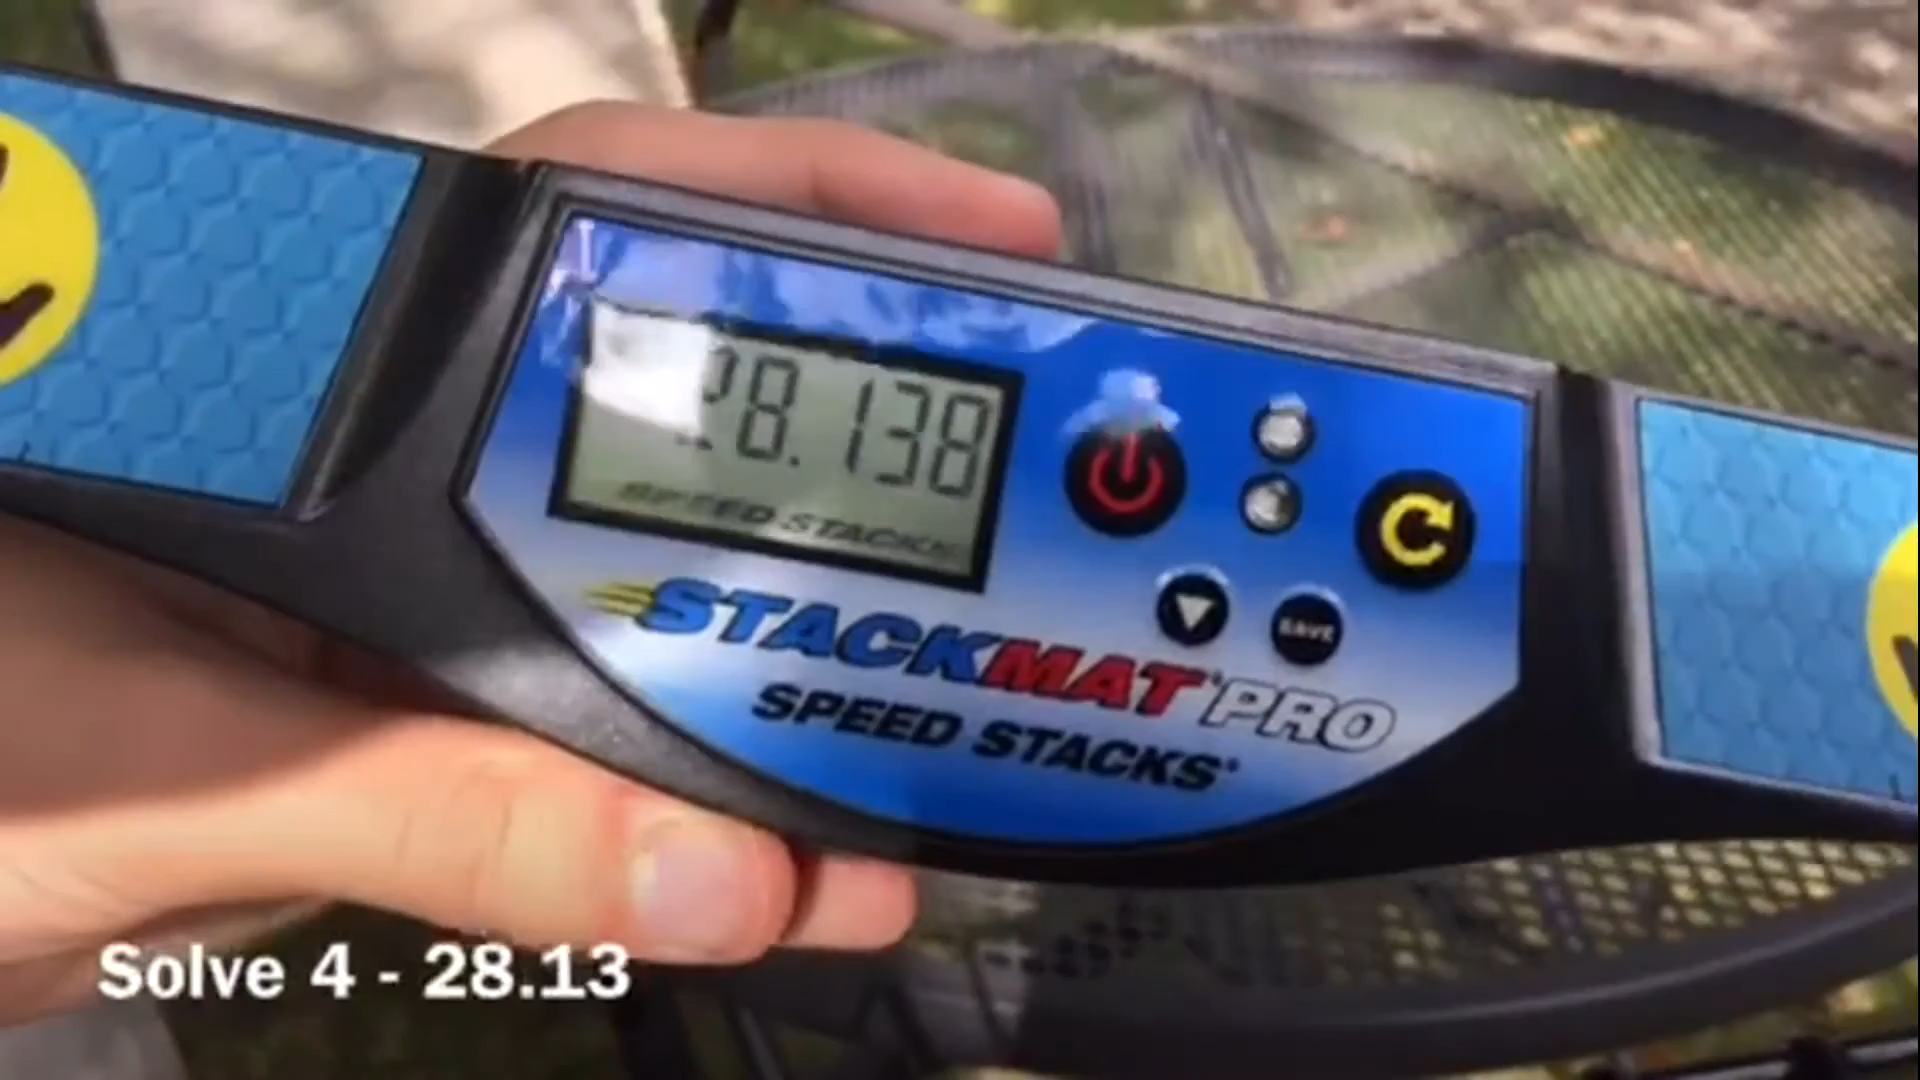 28.138
SPEED STACKS
STACKMAT PRO
SPEED STACKS
SAVE
Solve 4 - 28.13